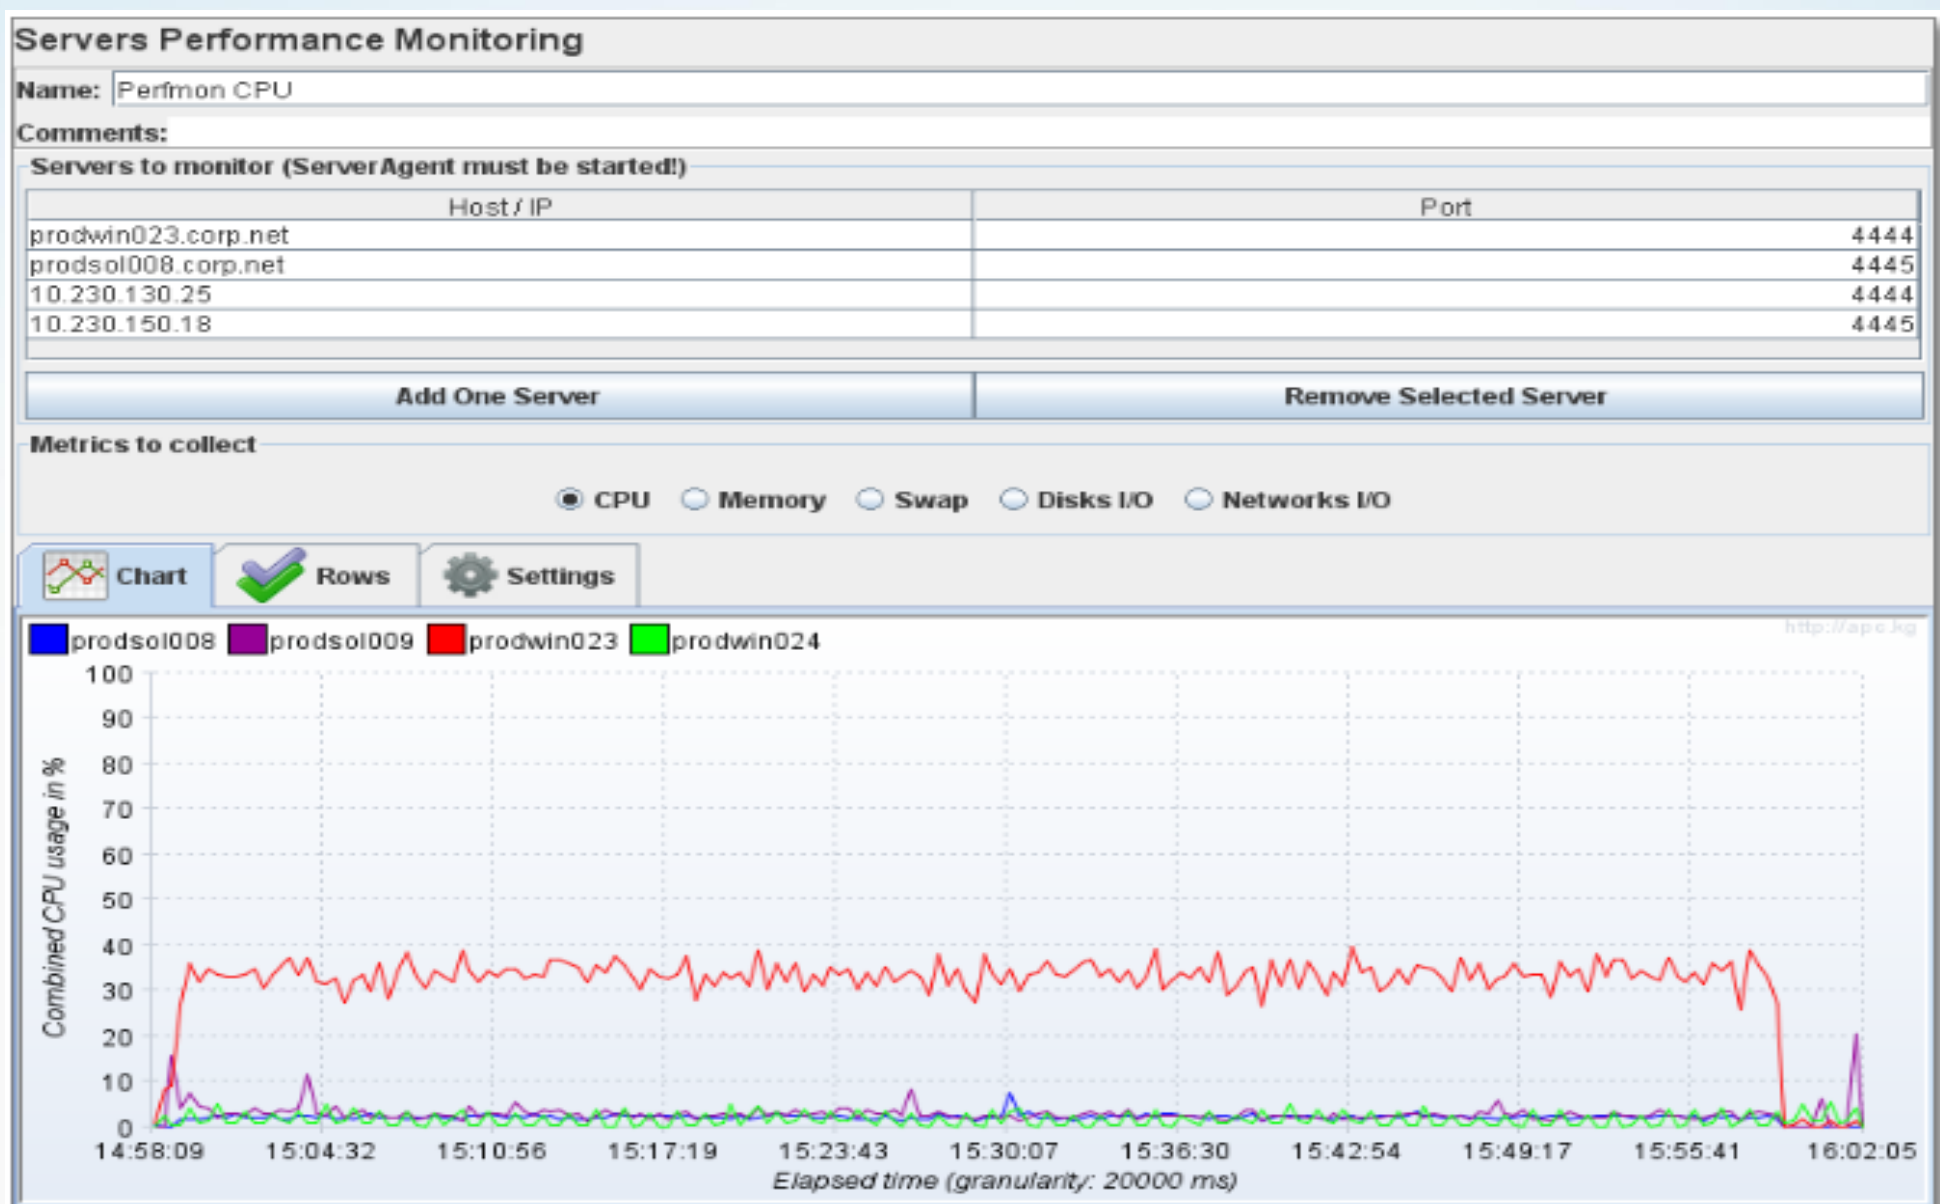 Servers Performance Monitoring
Name: Perfmon CPU
Comments:
Servers to monitor (ServerAgent must be started!)
Host / IP Port
prodwin023.corp.net 4444
prodsol008.corp.net 4445
10.230.130.25 4444
10.230.150.18 4445
Add One Server Remove Selected Server
Metrics to collect
CPU Memory Swap Disks I/O Networks I/O
Chart Rows Settings
prodsol008 prodsol009 prodwin023 prodwin024
http://apc.kg
100
90
80
70
60
50
40
30
20
10
0
Combined CPU usage in %
14:58:09 15:04:32 15:10:56 15:17:19 15:23:43 15:30:07 15:36:30 15:42:54 15:49:17 15:55:41 16:02:05
Elapsed time (granularity: 20000 ms)